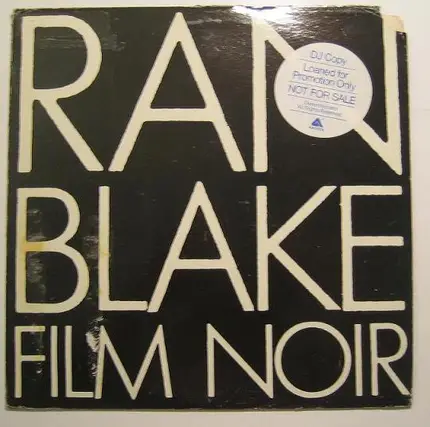 RAN
BLAKE
FILM NOIR
DJ Copy
Loaned for
Promotion Only
NOT FOR SALE